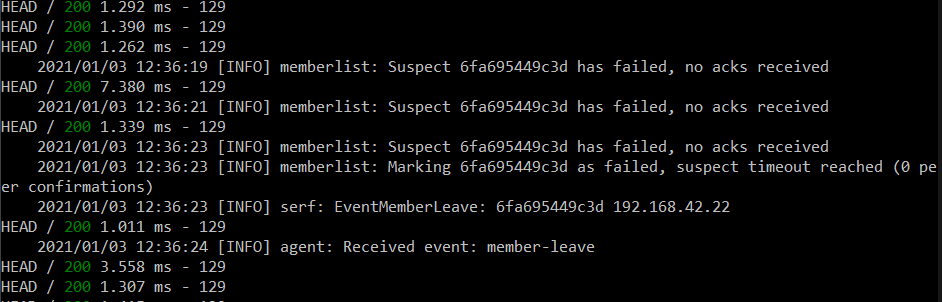 HEAD / 200 1.292 ms - 129
HEAD / 200 1.390 ms - 129
HEAD / 200 1.262 ms - 129
2021/01/03 12:36:19 [INFO] memberlist: Suspect 6fa695449c3d has failed, no acks received
HEAD / 200 7.380 ms - 129
2021/01/03 12:36:21 [INFO] memberlist: Suspect 6fa695449c3d has failed, no acks received
HEAD / 200 1.339 ms - 129
2021/01/03 12:36:23 [INFO] memberlist: Suspect 6fa695449c3d has failed, no acks received
2021/01/03 12:36:23 [INFO] memberlist: Marking 6fa695449c3d as failed, suspect timeout reached (0 pe
er confirmations)
2021/01/03 12:36:23 [INFO] serf: EventMemberLeave: 6fa695449c3d 192.168.42.22
HEAD / 200 1.011 ms - 129
2021/01/03 12:36:24 [INFO] agent: Received event: member-leave
HEAD / 200 3.558 ms - 129
HEAD / 200 1.307 ms - 129